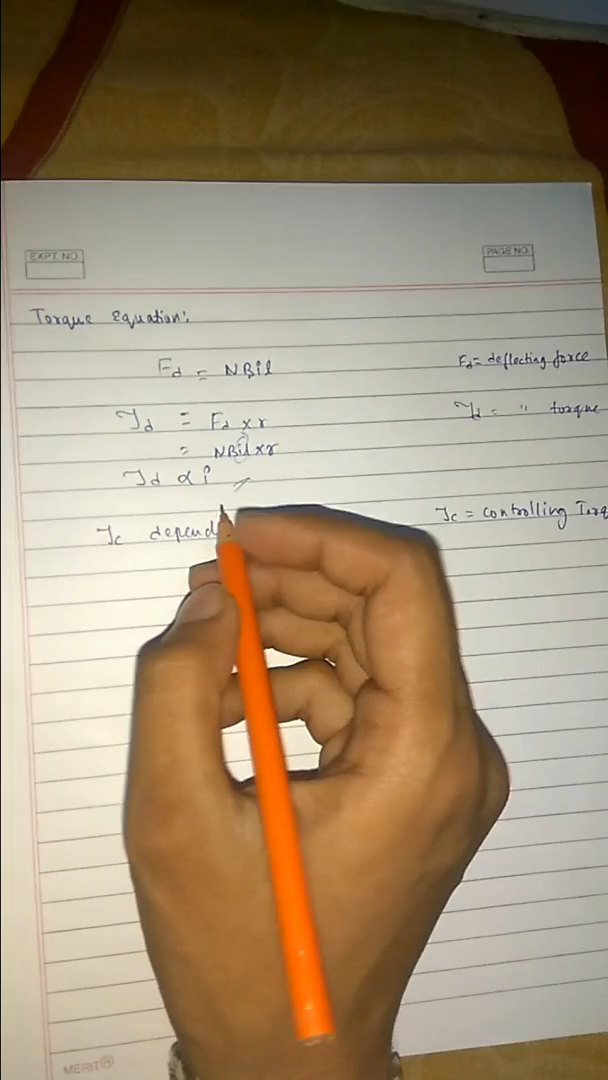 EXPT. NO.
PAGE NO.
Torque Equation:
Fd = NBil
Fd = deflecting force
Td = Fd x r
Td = " torque
= NBil x r
Td ∝ i
Tc depend
Tc = controlling Torq
MERIT